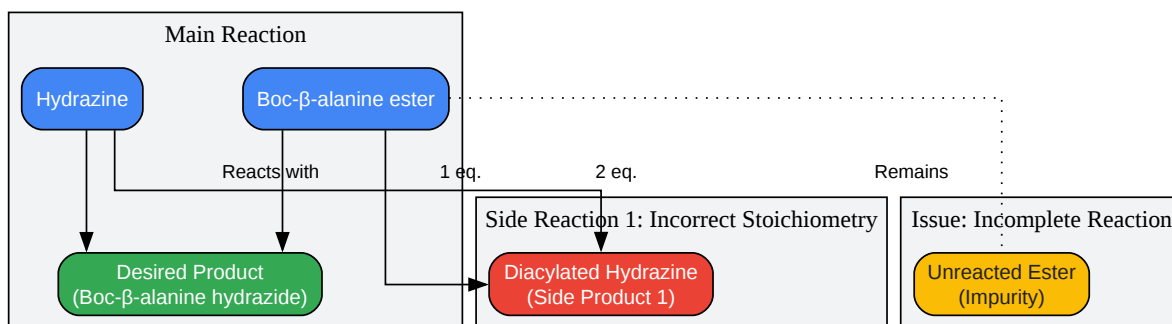 Main Reaction
Hydrazine
Boc-β-alanine ester
Reacts with
1 eq.
2 eq.
Remains
Side Reaction 1: Incorrect Stoichiometry
Issue: Incomplete Reaction
Desired Product
(Boc-β-alanine hydrazide)
Diacylated Hydrazine
(Side Product 1)
Unreacted Ester
(Impurity)